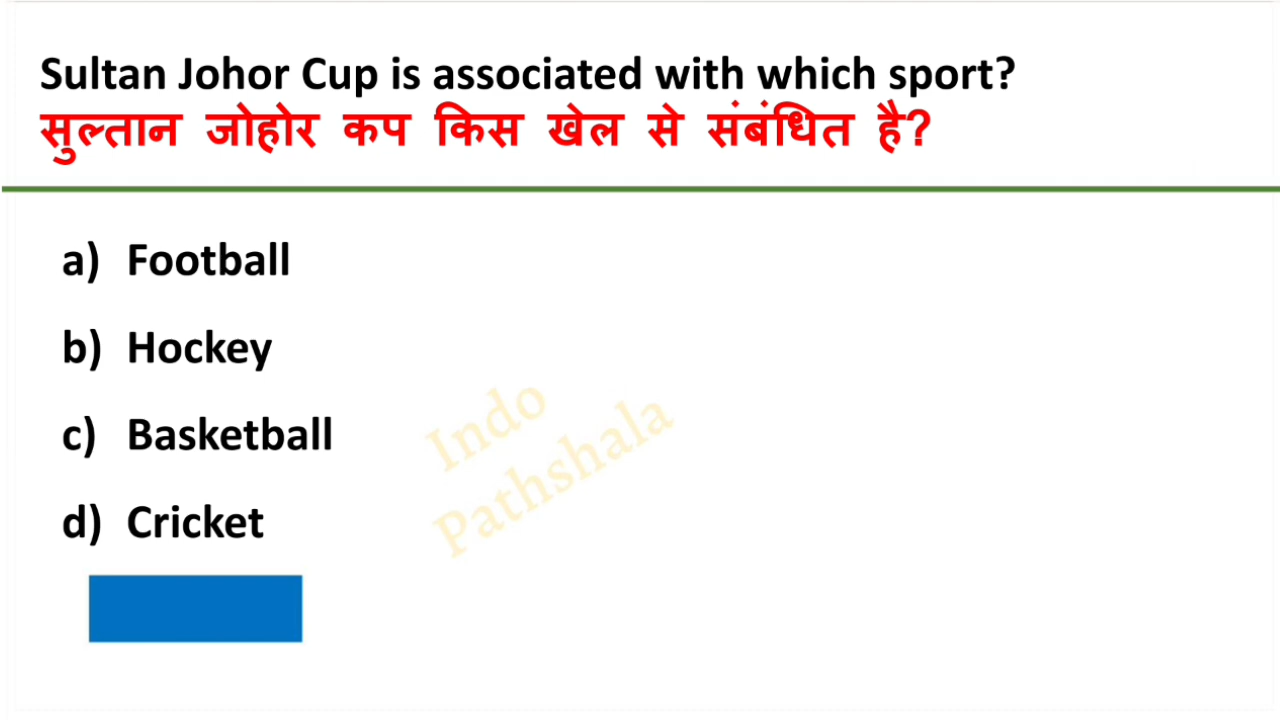 Sultan Johor Cup is associated with which sport?
सुल्तान जोहोर कप किस खेल से संबंधित है?
a) Football
b) Hockey
c) Basketball
d) Cricket
Indo
Pathshala